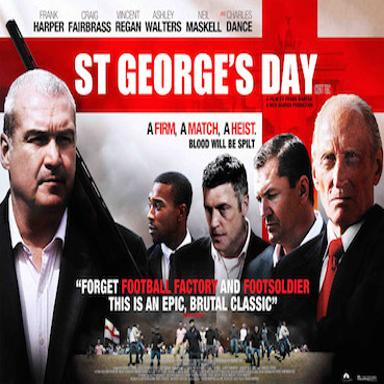 FRANK HARPER CRAIG FAIRBRASS VINCENT REGAN ASHLEY WALTERS NEIL MASKELL AND CHARLES DANCE
ST GEORGE'S DAY
A FIRM, A MATCH, A HEIST.
BLOOD WILL BE SPILT
"FORGET FOOTBALL FACTORY AND FOOTSOLDIER
THIS IS AN EPIC, BRUTAL CLASSIC"